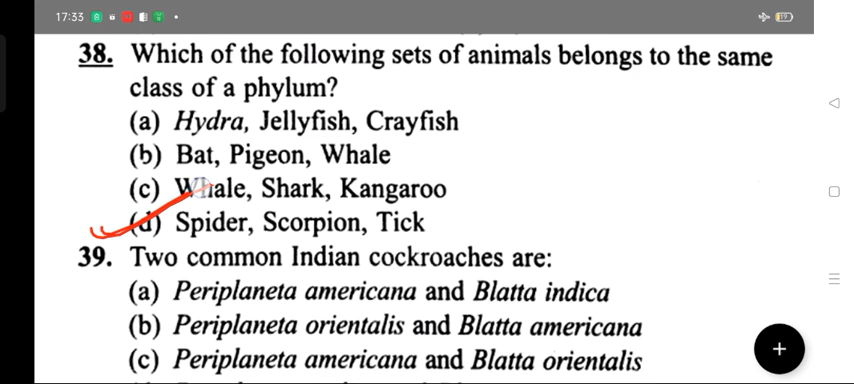 17:33
19
38. Which of the following sets of animals belongs to the same
class of a phylum?
(a) Hydra, Jellyfish, Crayfish
(b) Bat, Pigeon, Whale
(c) Whale, Shark, Kangaroo
(d) Spider, Scorpion, Tick
39. Two common Indian cockroaches are:
(a) Periplaneta americana and Blatta indica
(b) Periplaneta orientalis and Blatta americana
(c) Periplaneta americana and Blatta orientalis